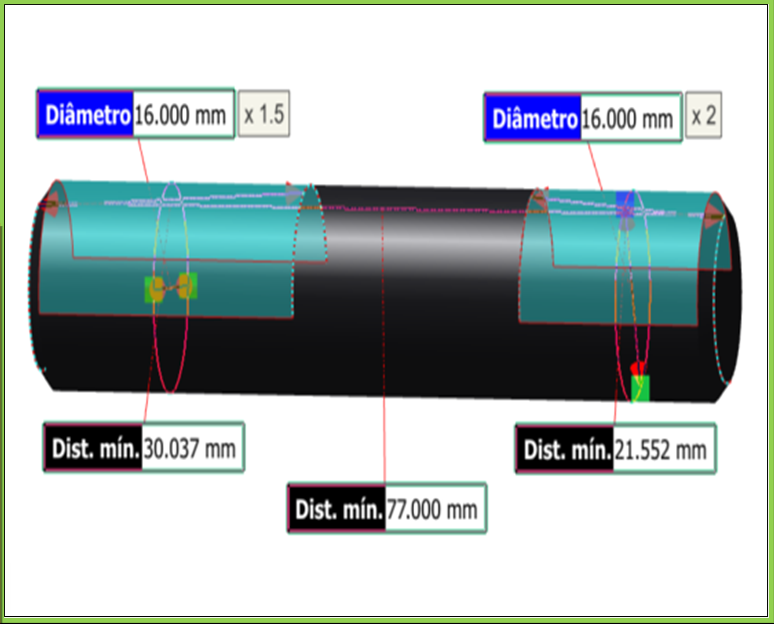 Diâmetro 16.000 mm x 1.5
Diâmetro 16.000 mm x 2
Dist. mín. 30.037 mm
Dist. mín. 21.552 mm
Dist. mín. 77.000 mm